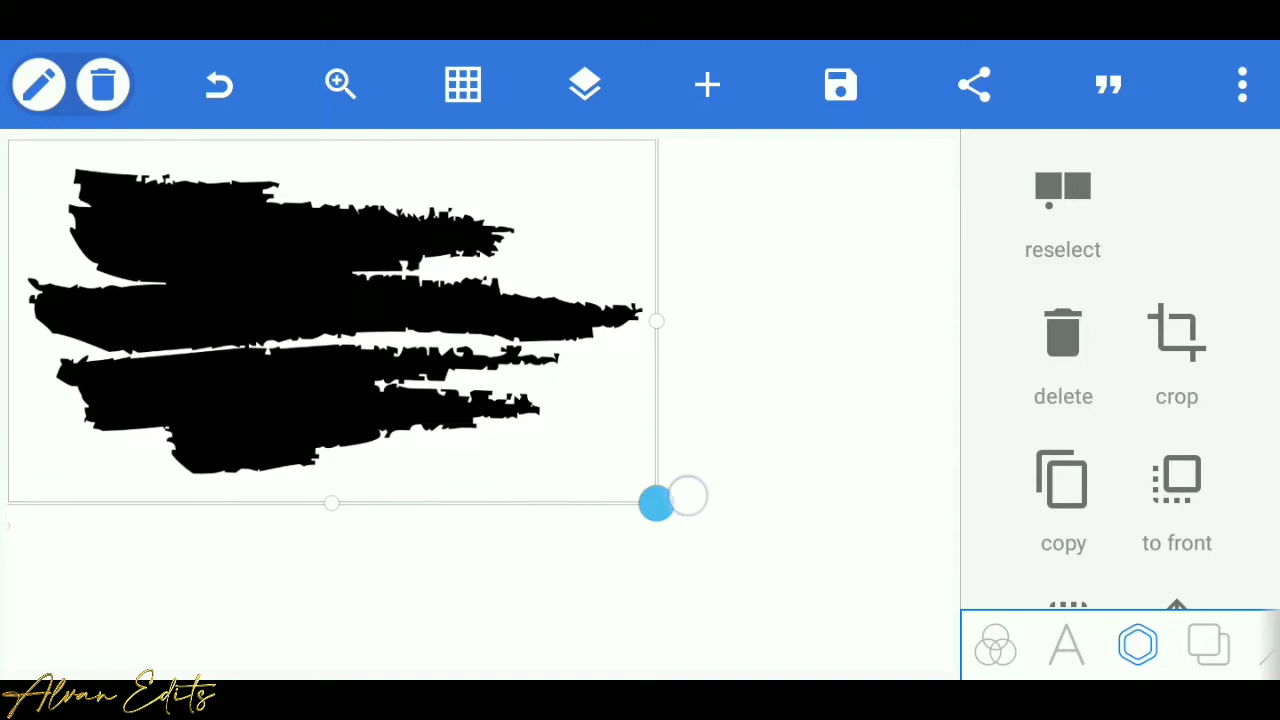 reselect
delete
crop
copy
to front
Alvan Edits